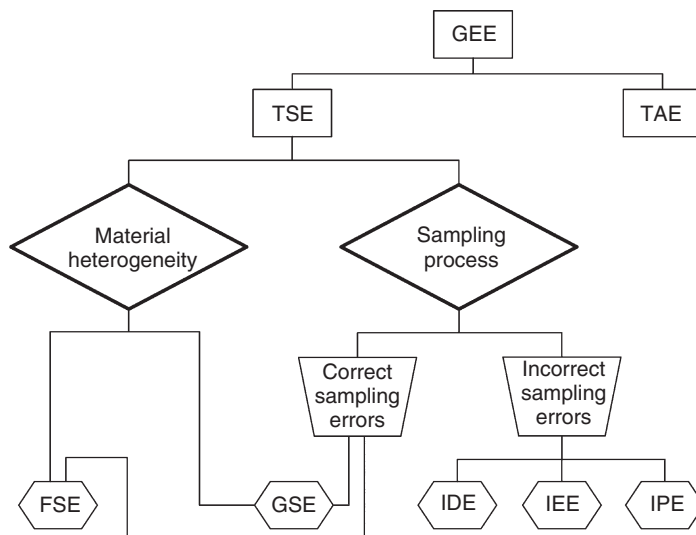 GEE
TSE
TAE
Material
heterogeneity
Sampling
process
Correct
sampling
errors
Incorrect
sampling
errors
FSE
GSE
IDE
IEE
IPE